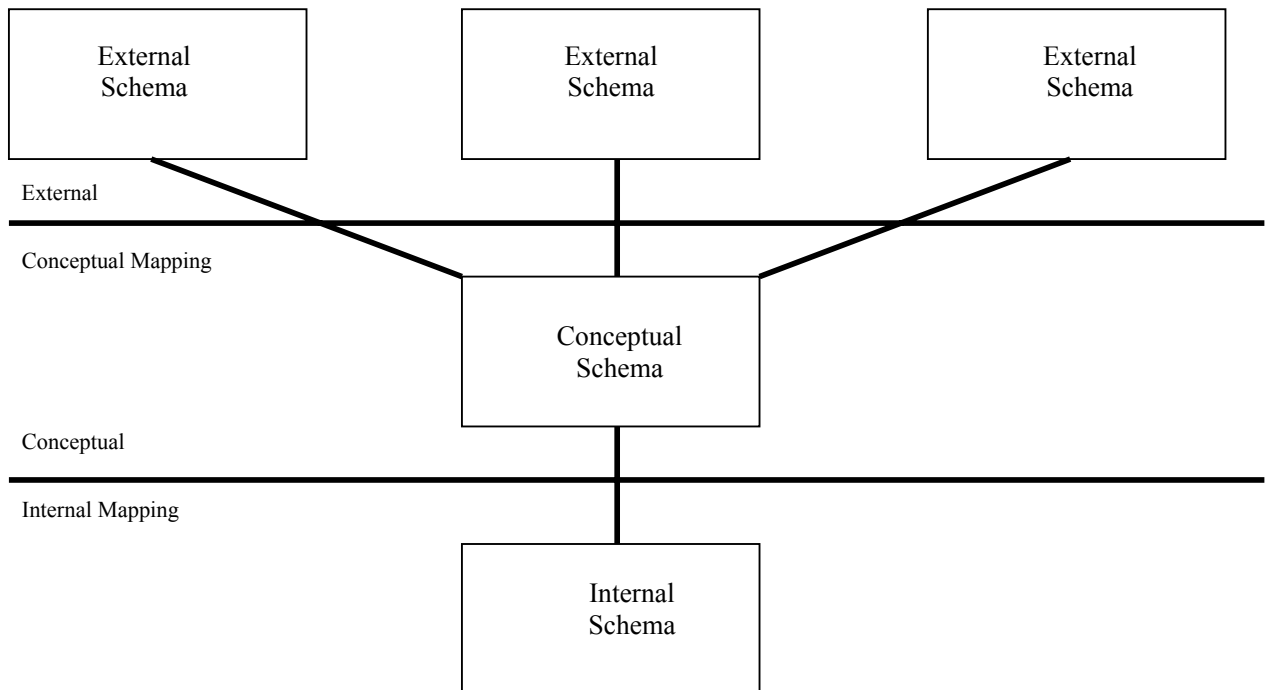 External
Schema
External
Schema
External
Schema
External
Conceptual Mapping
Conceptual
Schema
Conceptual
Internal Mapping
Internal
Schema